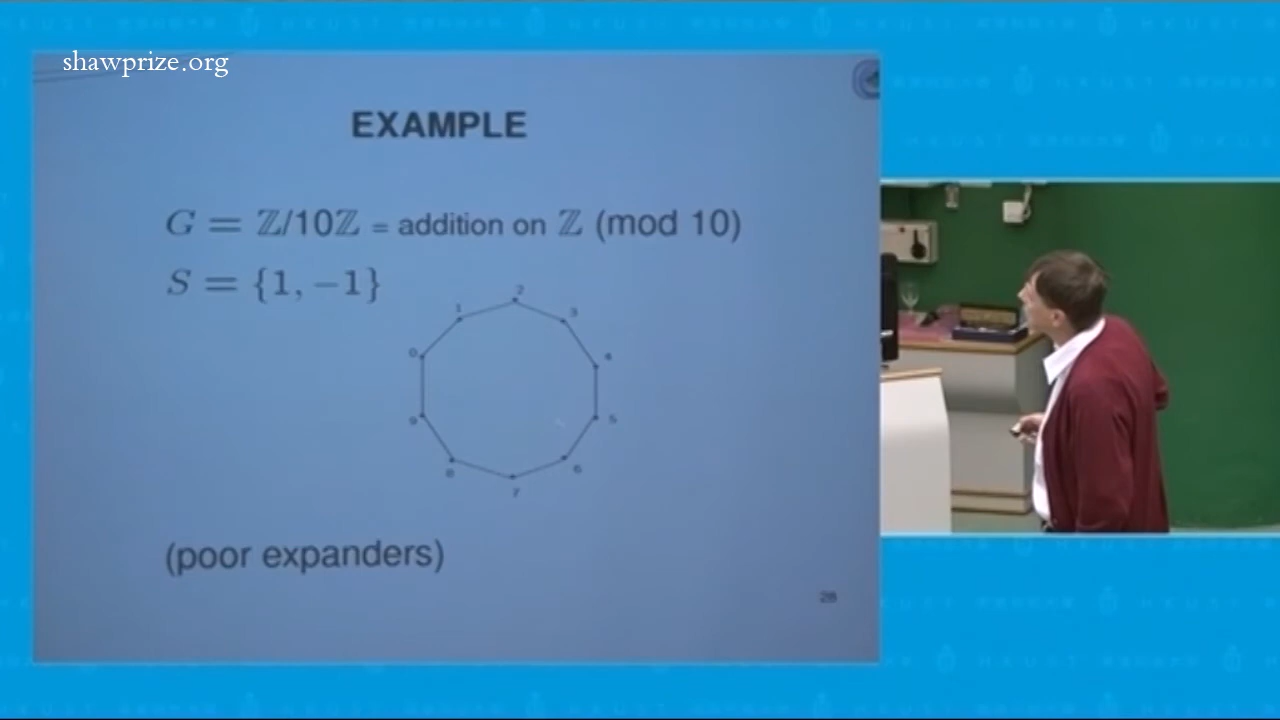 shawprize.org
EXAMPLE
G = ℤ/10ℤ = addition on ℤ (mod 10)
S = {1, −1}
2
1
3
0
4
9
5
8
6
7
(poor expanders)
28